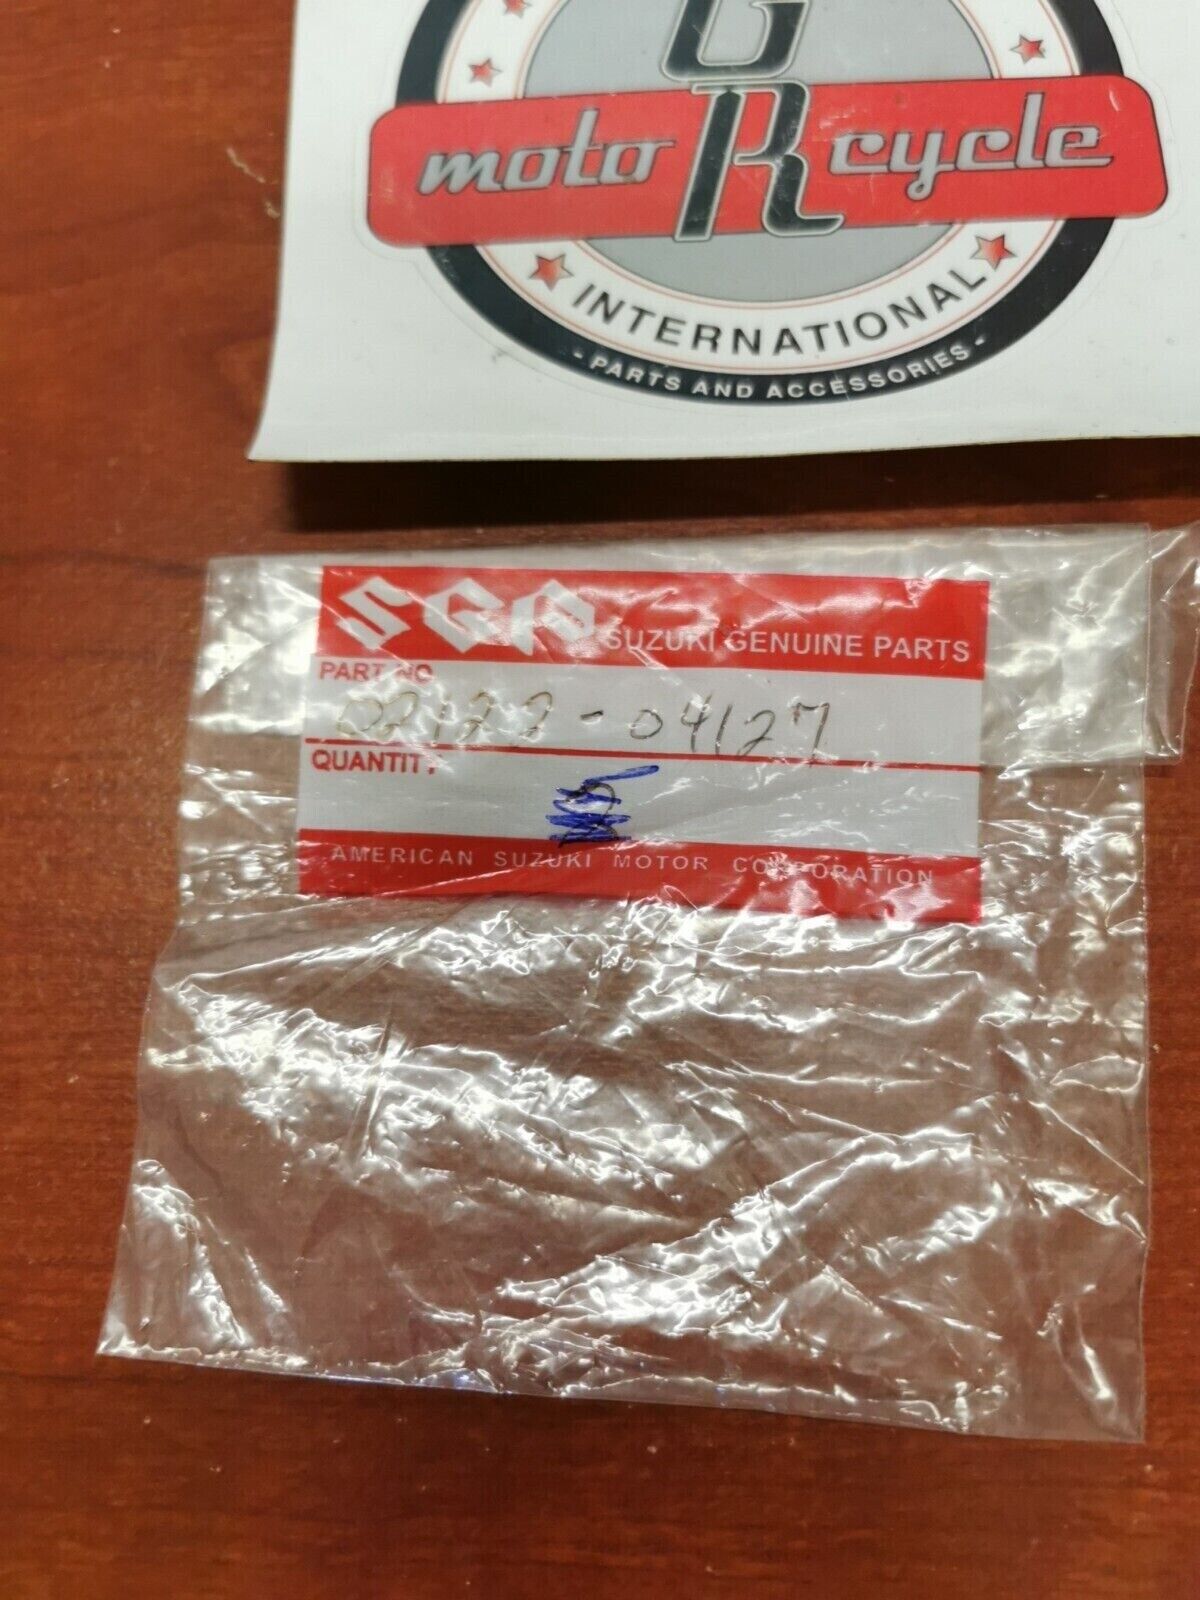 GR
moto cycle
INTERNATIONAL
- PARTS AND ACCESSORIES -
SGP SUZUKI GENUINE PARTS
PART NO
02122-04127
QUANTITY
AMERICAN SUZUKI MOTOR CORPORATION